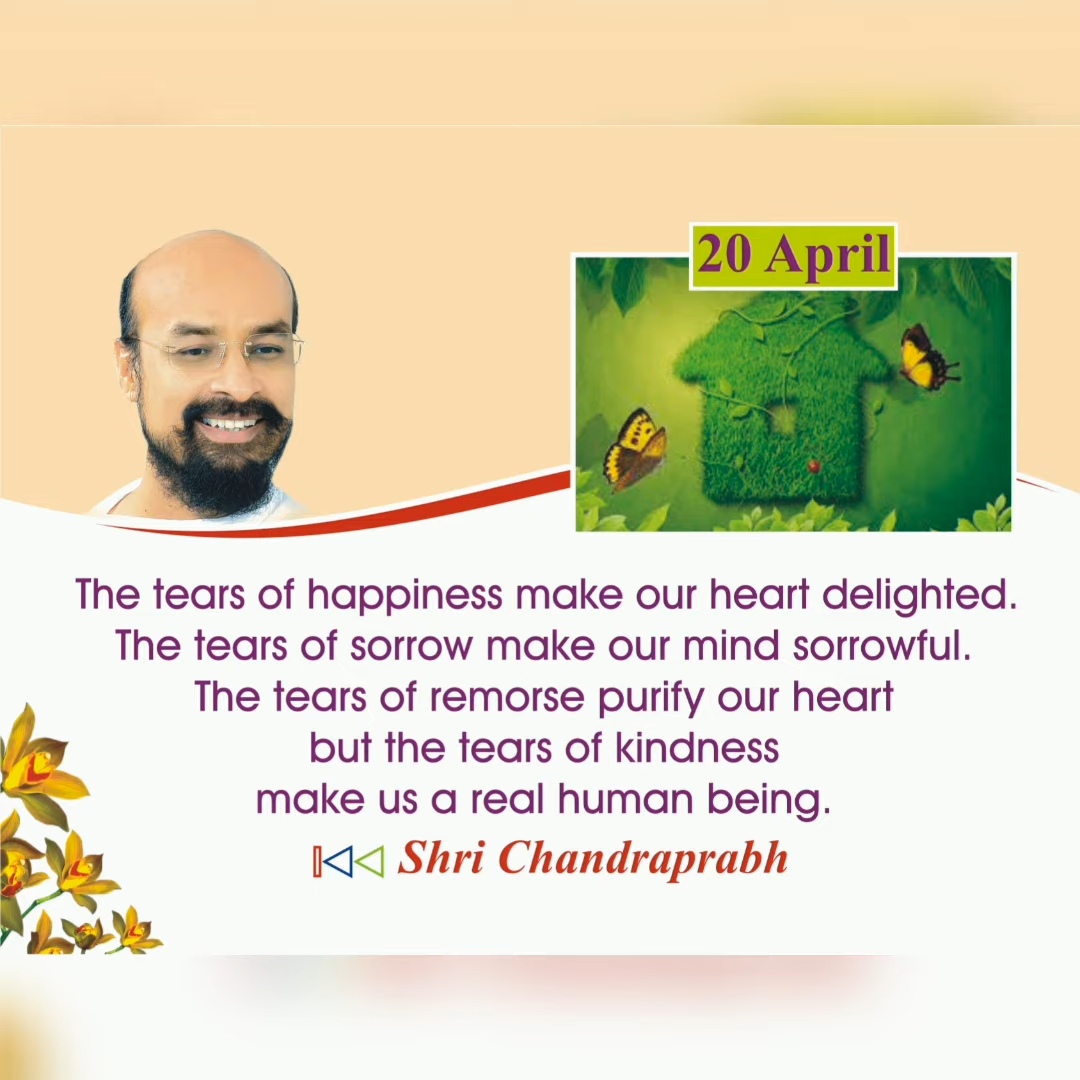 20 April
The tears of happiness make our heart delighted.
The tears of sorrow make our mind sorrowful.
The tears of remorse purify our heart
but the tears of kindness
make us a real human being.
Shri Chandraprabh